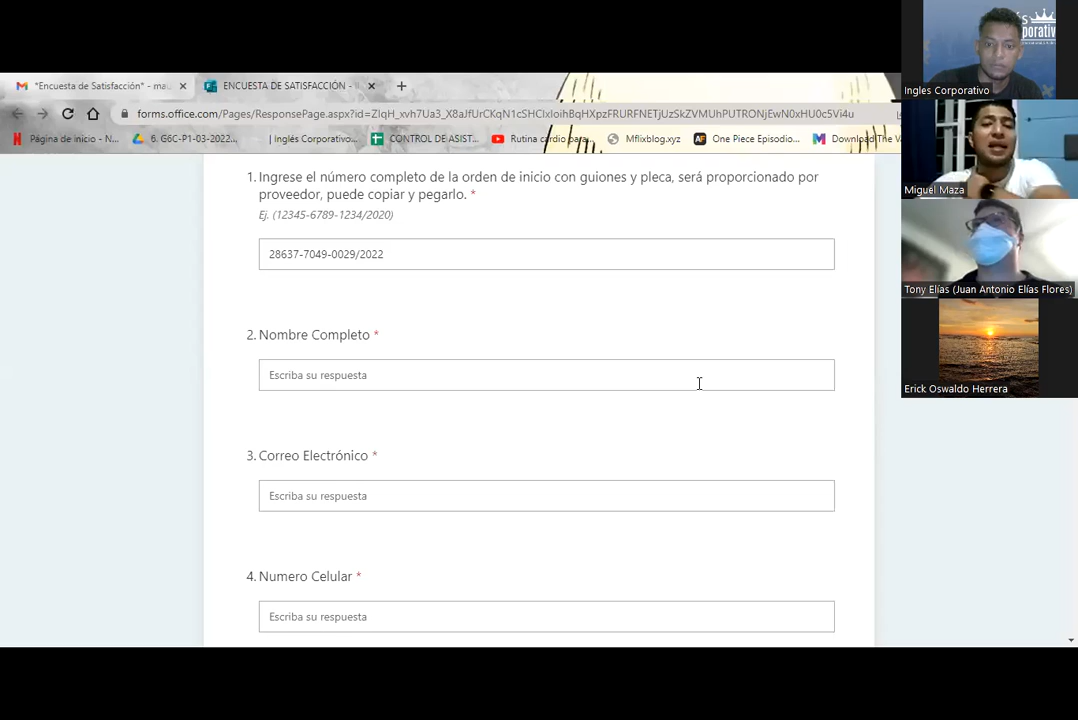 "Encuesta de Satisfacción" - ma
ENCUESTA DE SATISFACCIÓN - I
forms.office.com/Pages/ResponsePage.aspx?id=ZIqH_xvh7Ua3_X8aJfUrCKqN1cSHCIxIoihBqHXpzFRURFNETjUzSkZVMUhPUTRONjEwN0xHU0c5Vi4u
Página de inicio - N...
6. G6C-P1-03-2022...
| Inglés Corporativo...
CONTROL DE ASIST...
Rutina cardio para...
Mflixblog.xyz
One Piece Episodio...
Download The Va
1. Ingrese el número completo de la orden de inicio con guiones y pleca, será proporcionado por
proveedor, puede copiar y pegarlo. *
Ej. (12345-6789-1234/2020)
28637-7049-0029/2022
2. Nombre Completo *
Escriba su respuesta
3. Correo Electrónico *
Escriba su respuesta
4. Numero Celular *
Escriba su respuesta
Ingles Corporativo
Miguel Maza
Tony Elías (Juan Antonio Elías Flores)
Erick Oswaldo Herrera